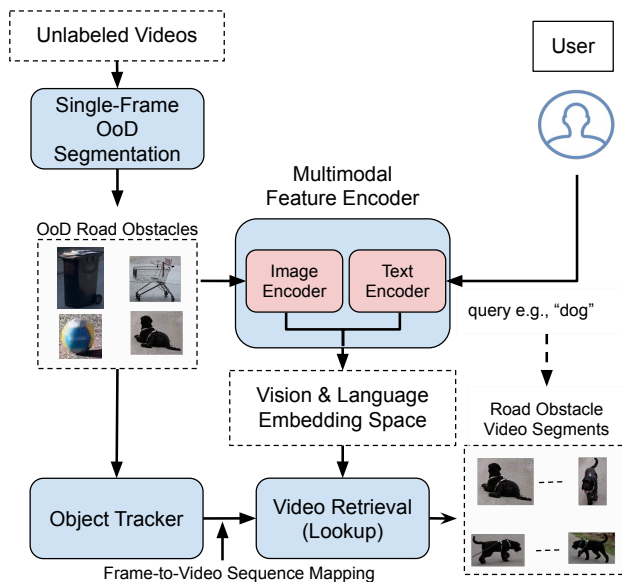 Unlabeled Videos
User
Single-Frame
OoD
Segmentation
Multimodal
Feature Encoder
OoD Road Obstacles
Image
Encoder
Text
Encoder
query e.g., “dog”
Vision & Language
Embedding Space
Road Obstacle
Video Segments
Object Tracker
Video Retrieval
(Lookup)
Frame-to-Video Sequence Mapping